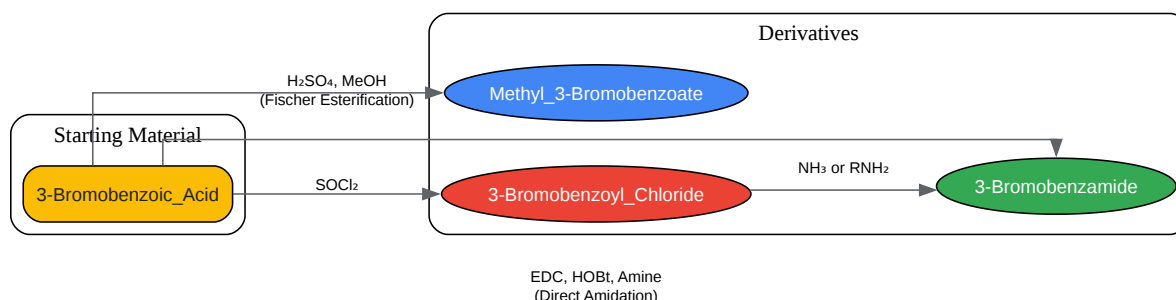 Derivatives
H₂SO₄, MeOH
(Fischer Esterification)
Methyl_3-Bromobenzoate
Starting Material
3-Bromobenzoic_Acid
SOCl₂
3-Bromobenzoyl_Chloride
NH₃ or RNH₂
3-Bromobenzamide
EDC, HOBt, Amine
(Direct Amidation)